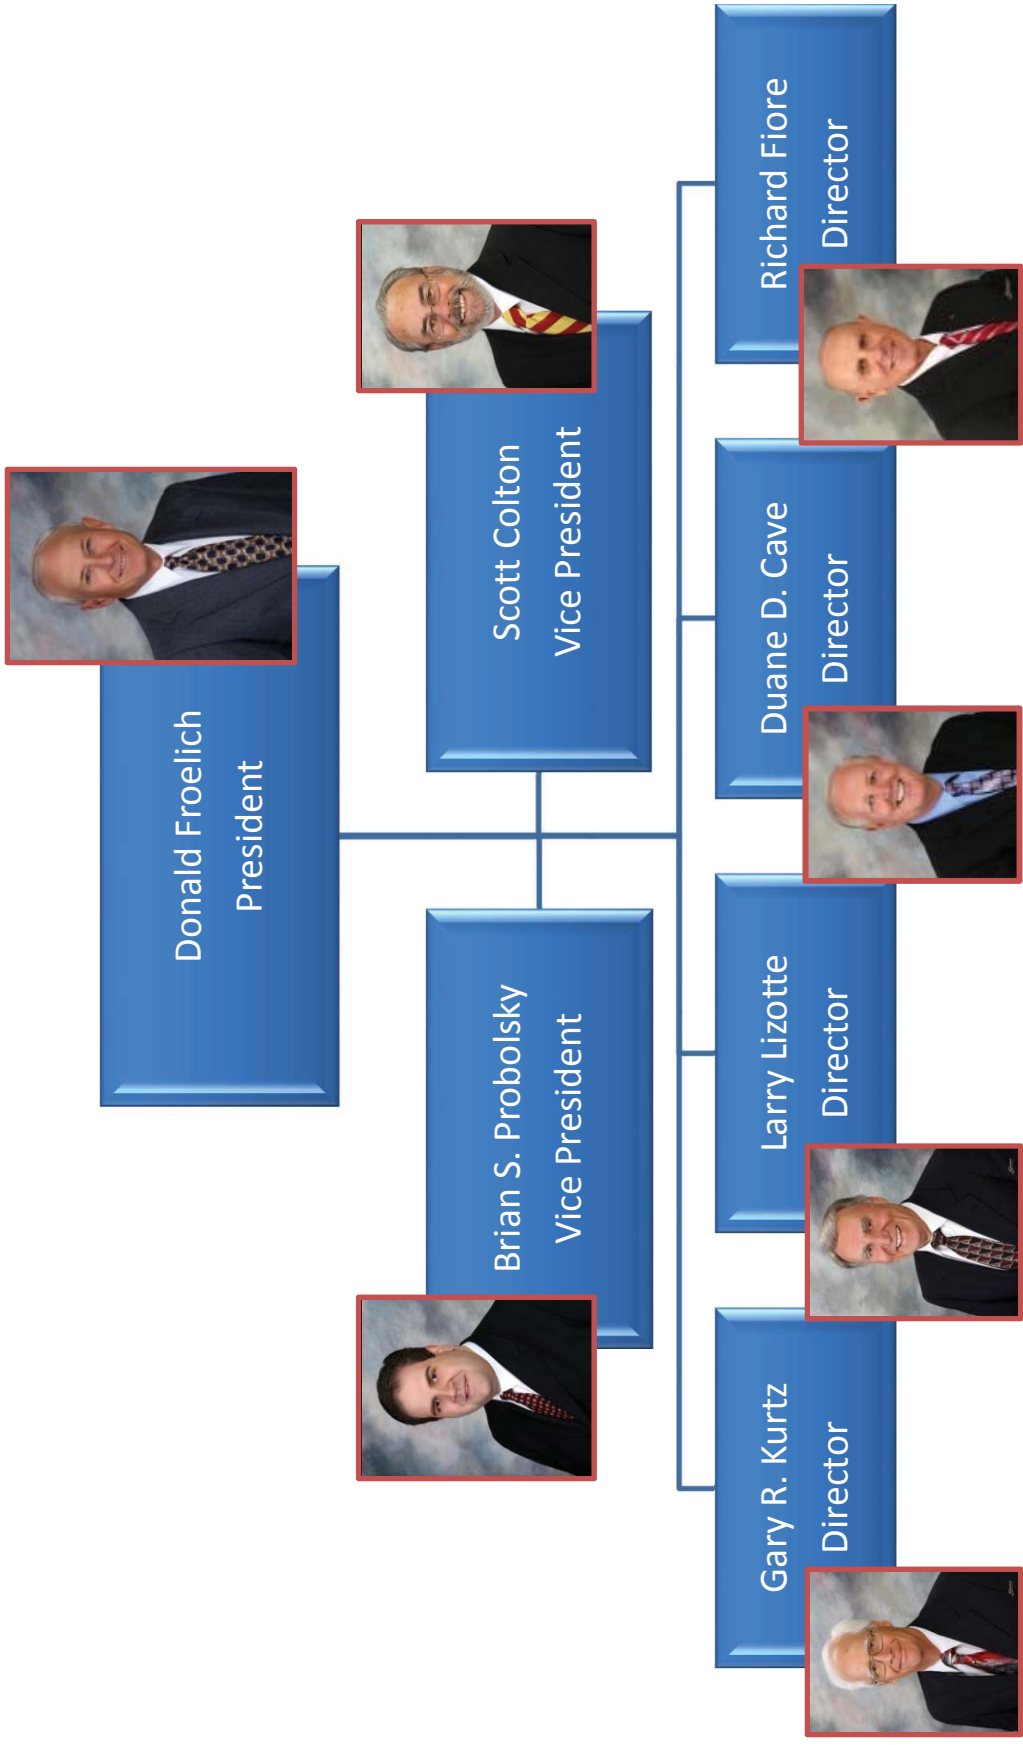 Donald Froelich
President
Brian S. Probolsky
Vice President
Scott Colton
Vice President
Gary R. Kurtz
Director
Larry Lizotte
Director
Duane D. Cave
Director
Richard Fiore
Director